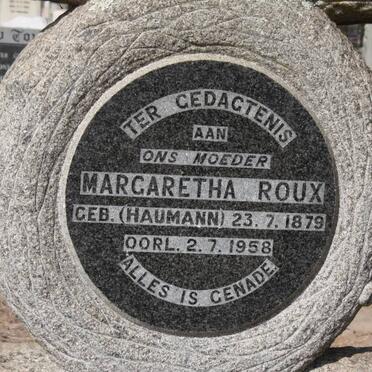 TER GEDAGTENIS
AAN
ONS MOEDER
MARGARETHA ROUX
GEB. (HAUMANN) 23.7.1879
OORL. 2.7.1958
ALLES IS GENADE.